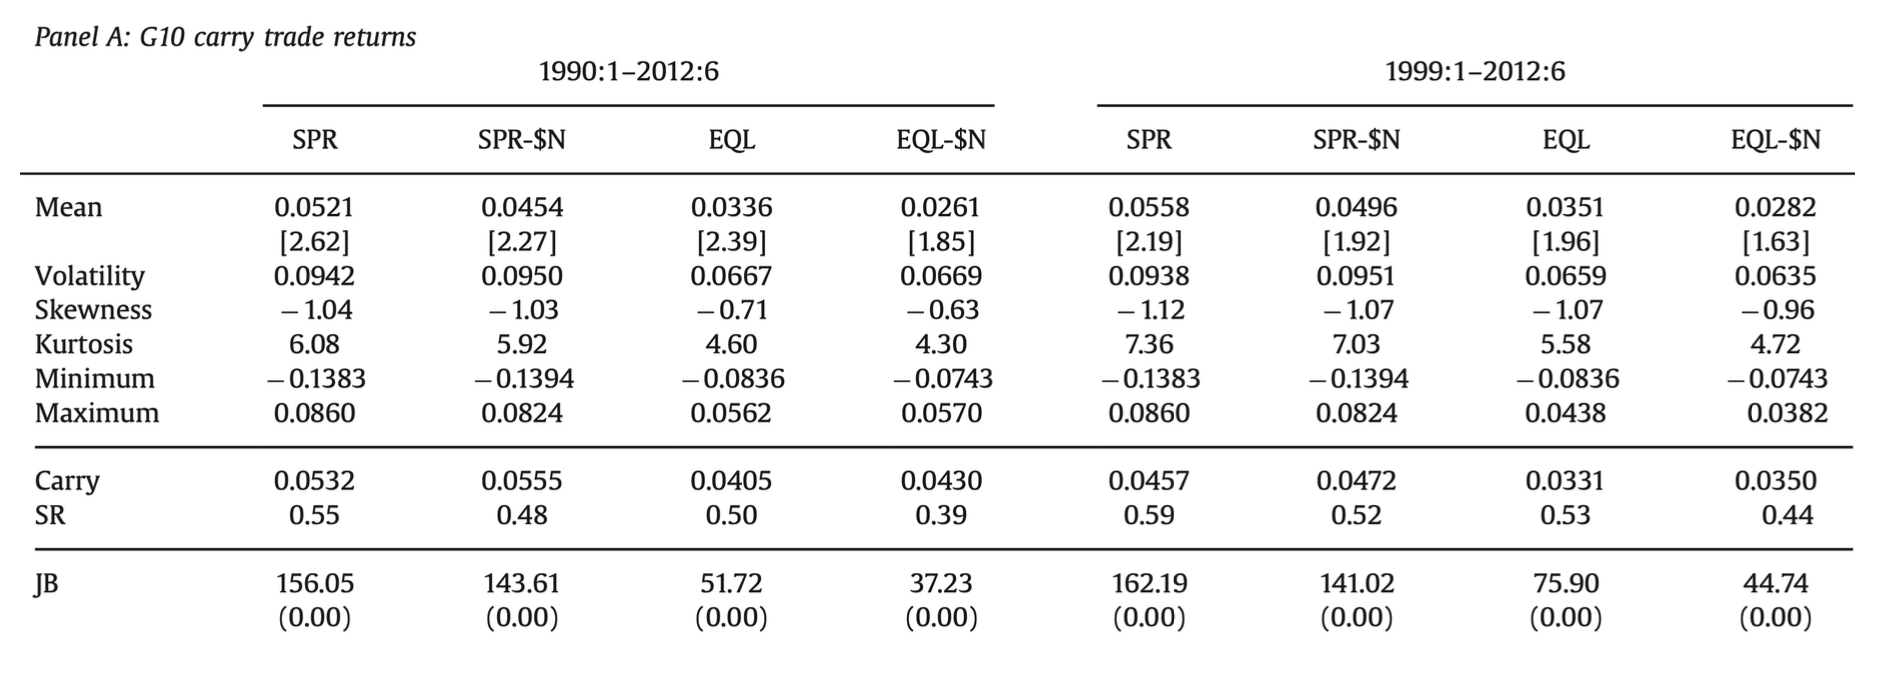 Panel A: G10 carry trade returns
1990:1–2012:6 1999:1–2012:6
SPR SPR-$N EQL EQL-$N SPR SPR-$N EQL EQL-$N
Mean 0.0521 0.0454 0.0336 0.0261 0.0558 0.0496 0.0351 0.0282
[2.62] [2.27] [2.39] [1.85] [2.19] [1.92] [1.96] [1.63]
Volatility 0.0942 0.0950 0.0667 0.0669 0.0938 0.0951 0.0659 0.0635
Skewness −1.04 −1.03 −0.71 −0.63 −1.12 −1.07 −1.07 −0.96
Kurtosis 6.08 5.92 4.60 4.30 7.36 7.03 5.58 4.72
Minimum −0.1383 −0.1394 −0.0836 −0.0743 −0.1383 −0.1394 −0.0836 −0.0743
Maximum 0.0860 0.0824 0.0562 0.0570 0.0860 0.0824 0.0438 0.0382
Carry 0.0532 0.0555 0.0405 0.0430 0.0457 0.0472 0.0331 0.0350
SR 0.55 0.48 0.50 0.39 0.59 0.52 0.53 0.44
JB 156.05 143.61 51.72 37.23 162.19 141.02 75.90 44.74
(0.00) (0.00) (0.00) (0.00) (0.00) (0.00) (0.00) (0.00)